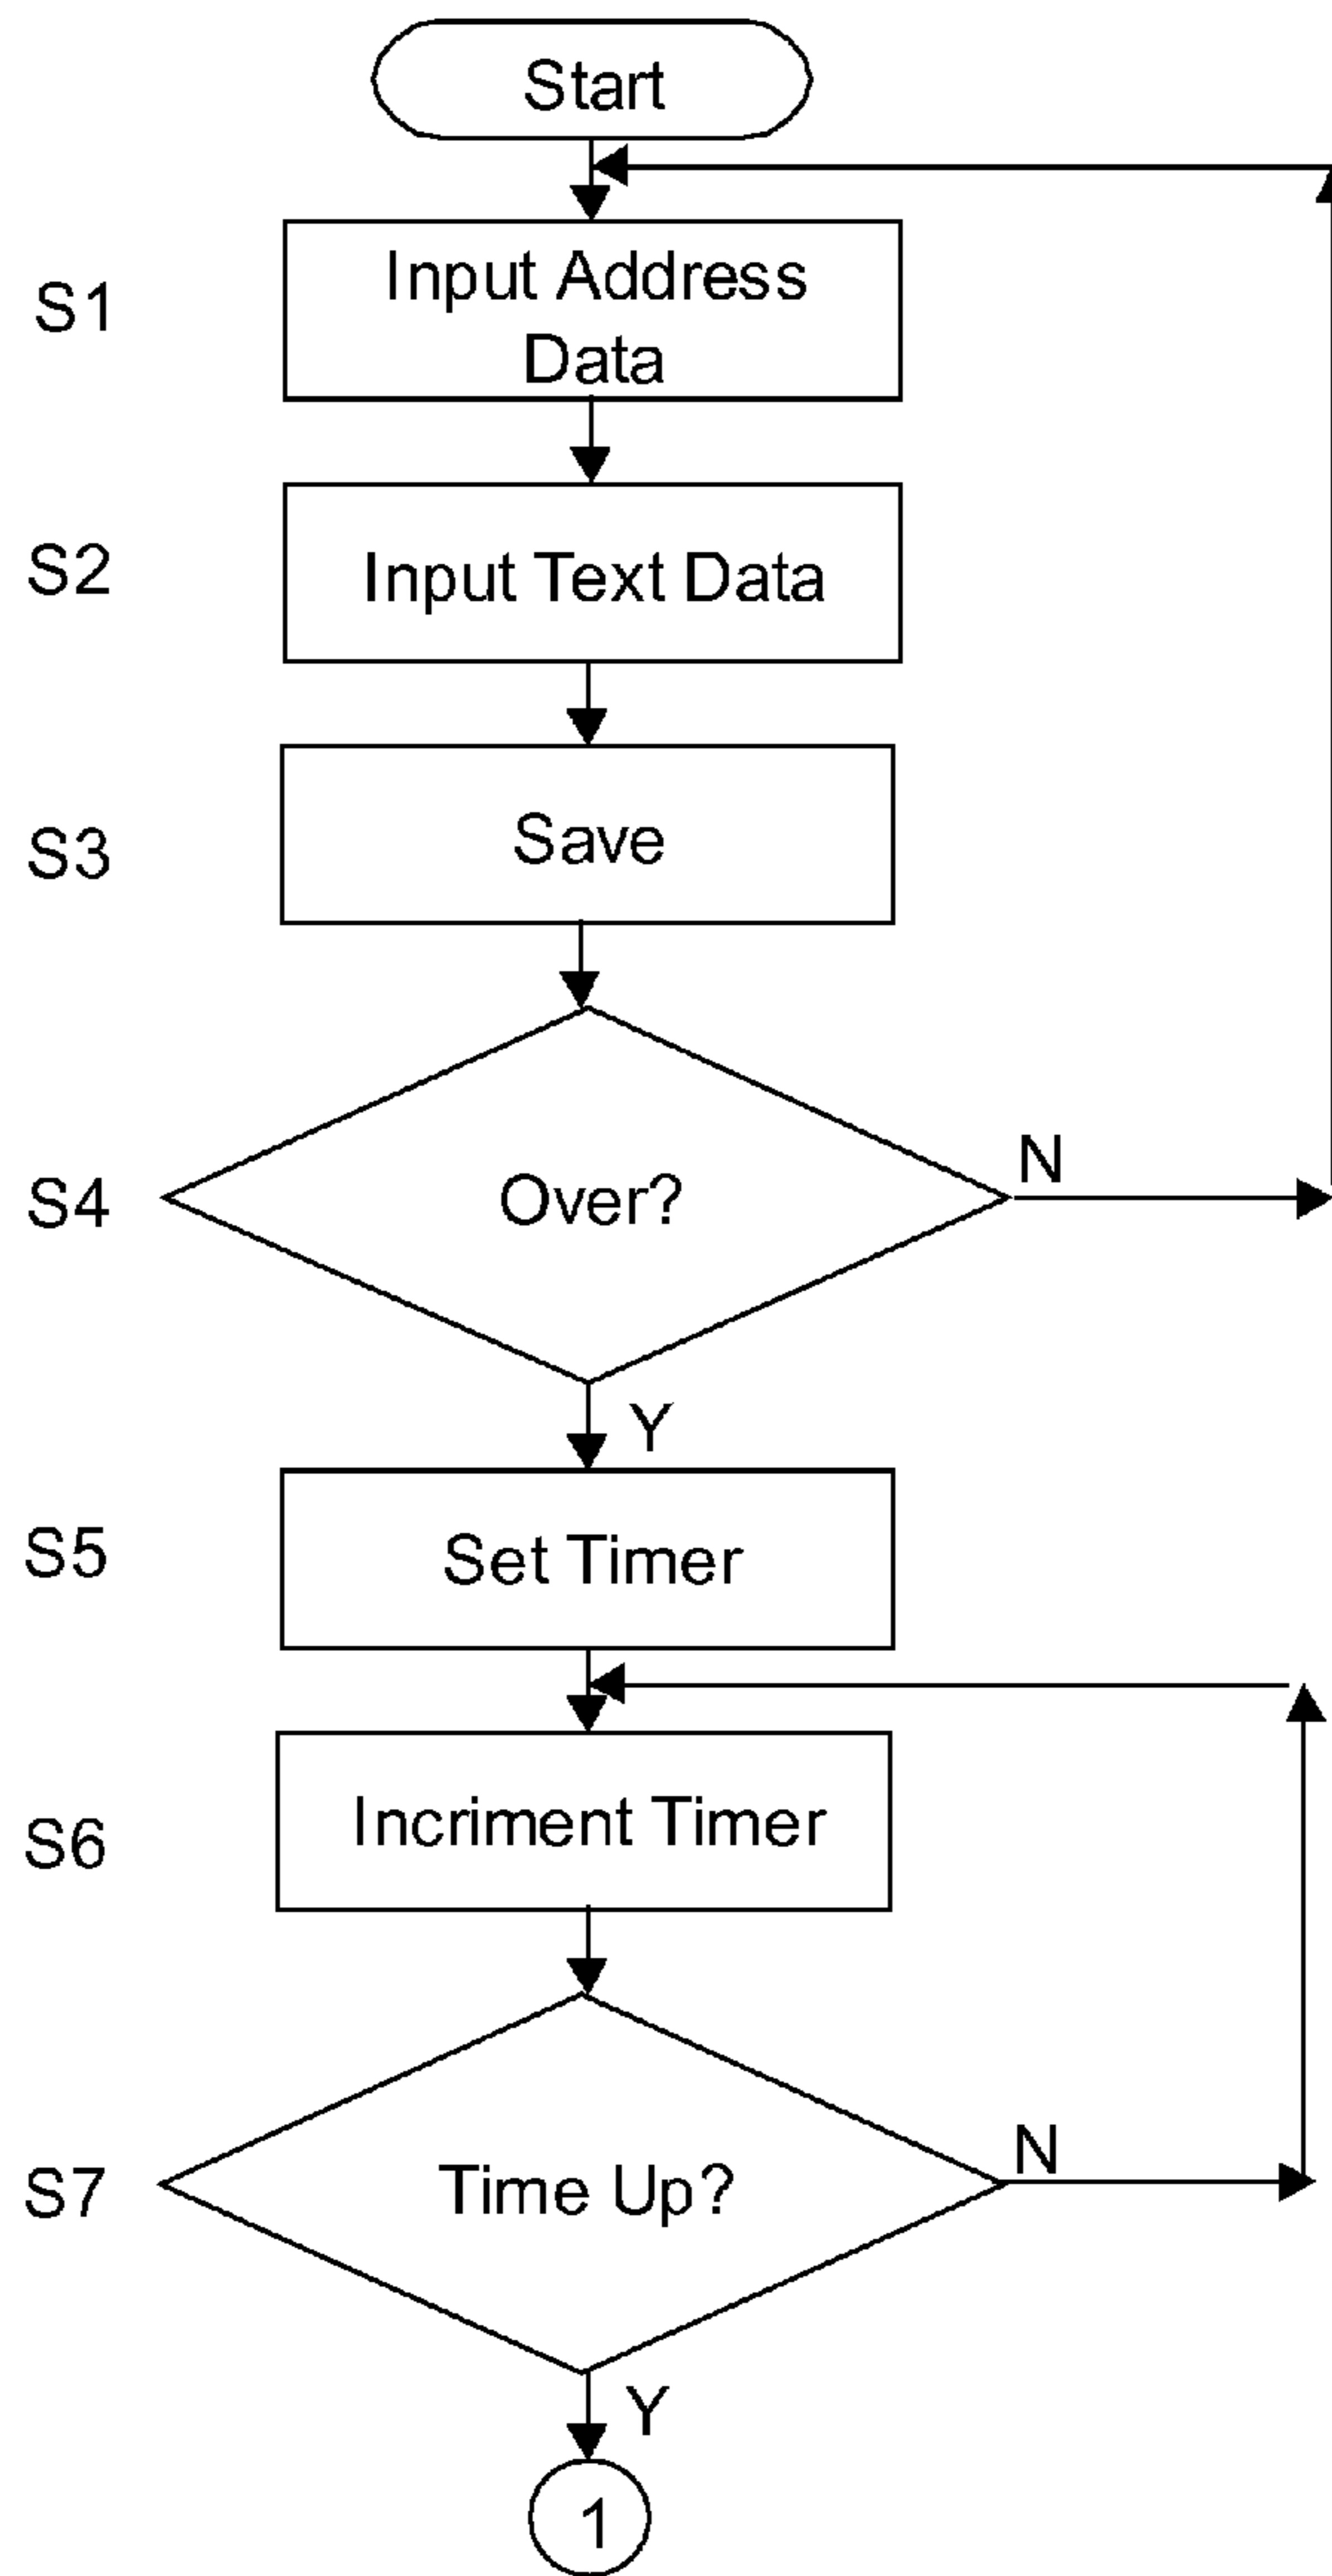 Start
S1
Input Address
Data
S2
Input Text Data
S3
Save
S4
Over?
N
Y
S5
Set Timer
S6
Incriment Timer
S7
Time Up?
N
Y
1